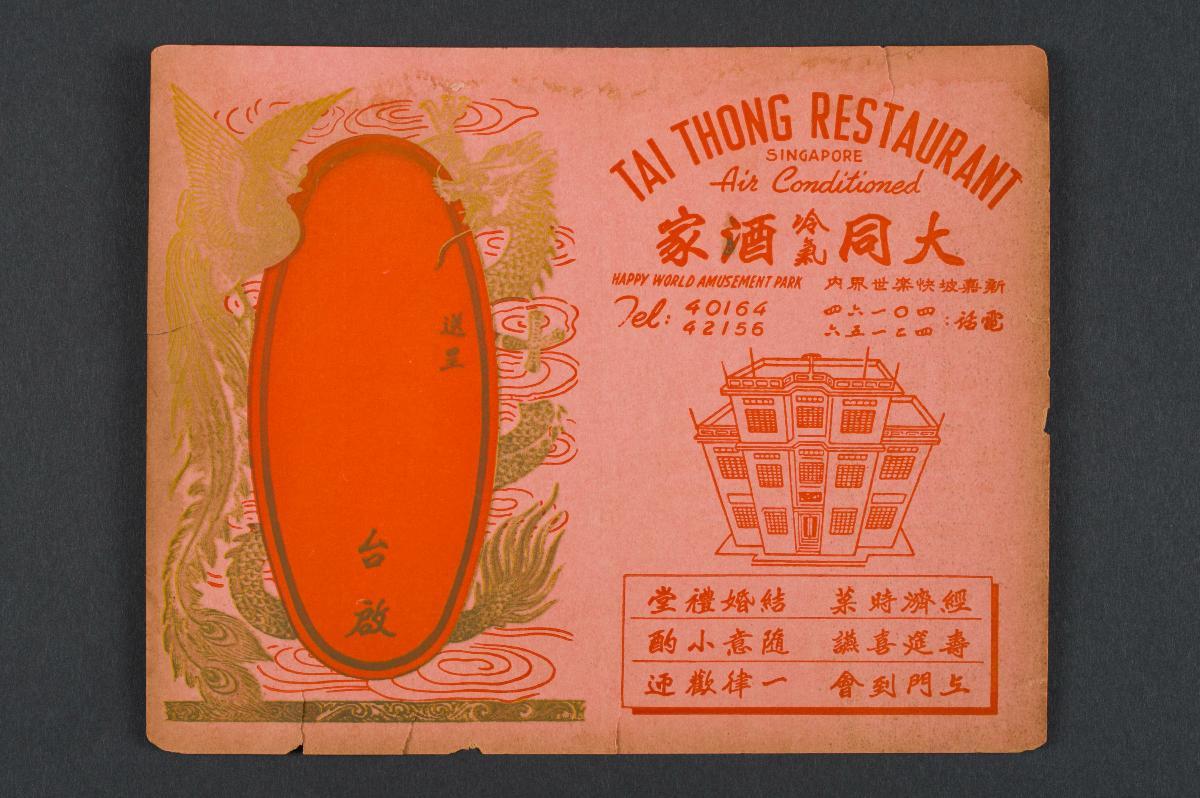 送呈
台啟
TAI THONG RESTAURANT
SINGAPORE
Air Conditioned
大同冷氣酒家
HAPPY WORLD AMUSEMENT PARK 新嘉坡快楽世界内
Tel: 40164 電話:四〇一六四
42156 四二一五六
經濟時菜 結婚禮堂
壽筵喜讌 隨意小酌
上門到會 一律歡迎